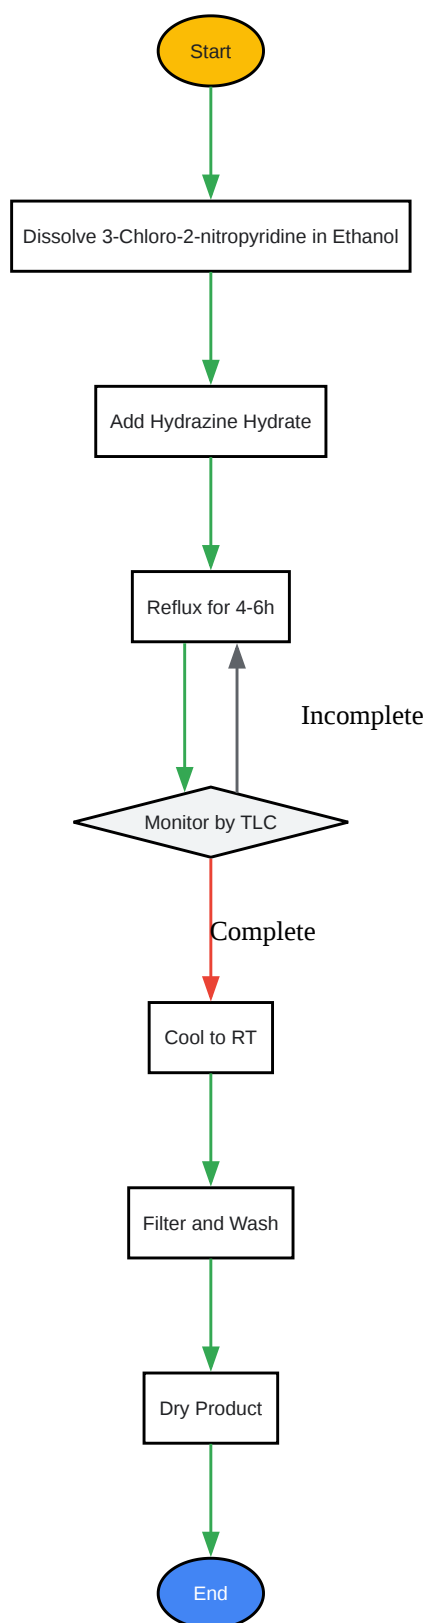 Start
Dissolve 3-Chloro-2-nitropyridine in Ethanol
Add Hydrazine Hydrate
Reflux for 4-6h
Incomplete
Monitor by TLC
Complete
Cool to RT
Filter and Wash
Dry Product
End